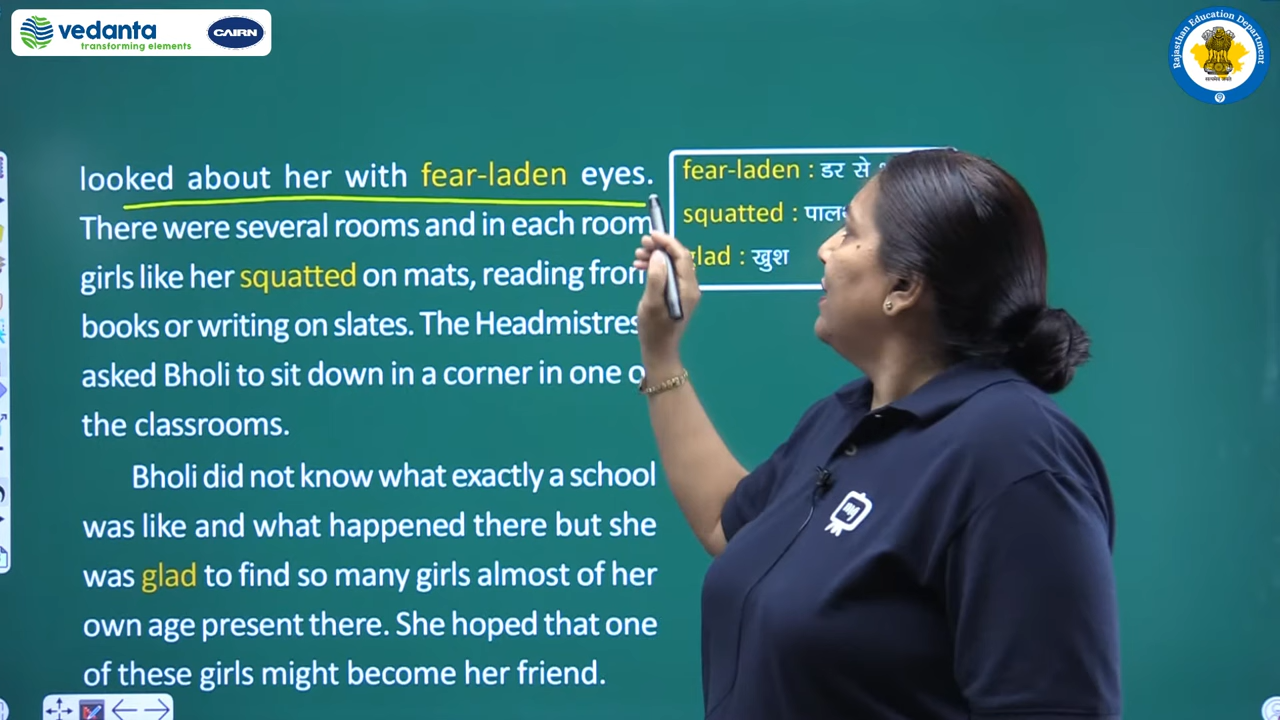 vedanta
transforming elements
CAIRN
Rajasthan Education Department
looked about her with fear-laden eyes.
There were several rooms and in each room
girls like her squatted on mats, reading from
books or writing on slates. The Headmistress
asked Bholi to sit down in a corner in one
the classrooms.
Bholi did not know what exactly a school
was like and what happened there but she
was glad to find so many girls almost of her
own age present there. She hoped that one
of these girls might become her friend.
fear-laden : डर से
squatted :
glad : खुश